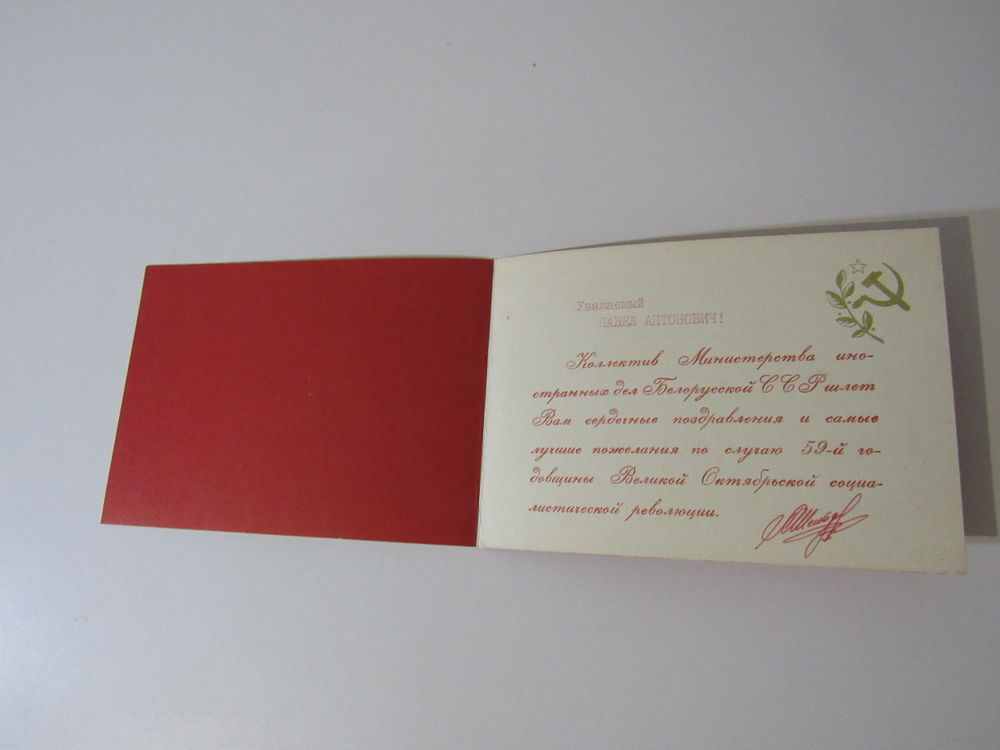 Уважаемый
ПАВЕЛ АНТОНОВИЧ!
Коллектив Министерства ино-
странных дел Белорусской ССР шлет
Вам сердечные поздравления и самые
лучшие пожелания по случаю 59-й го-
довщины Великой Октябрьской социа-
листической революции.